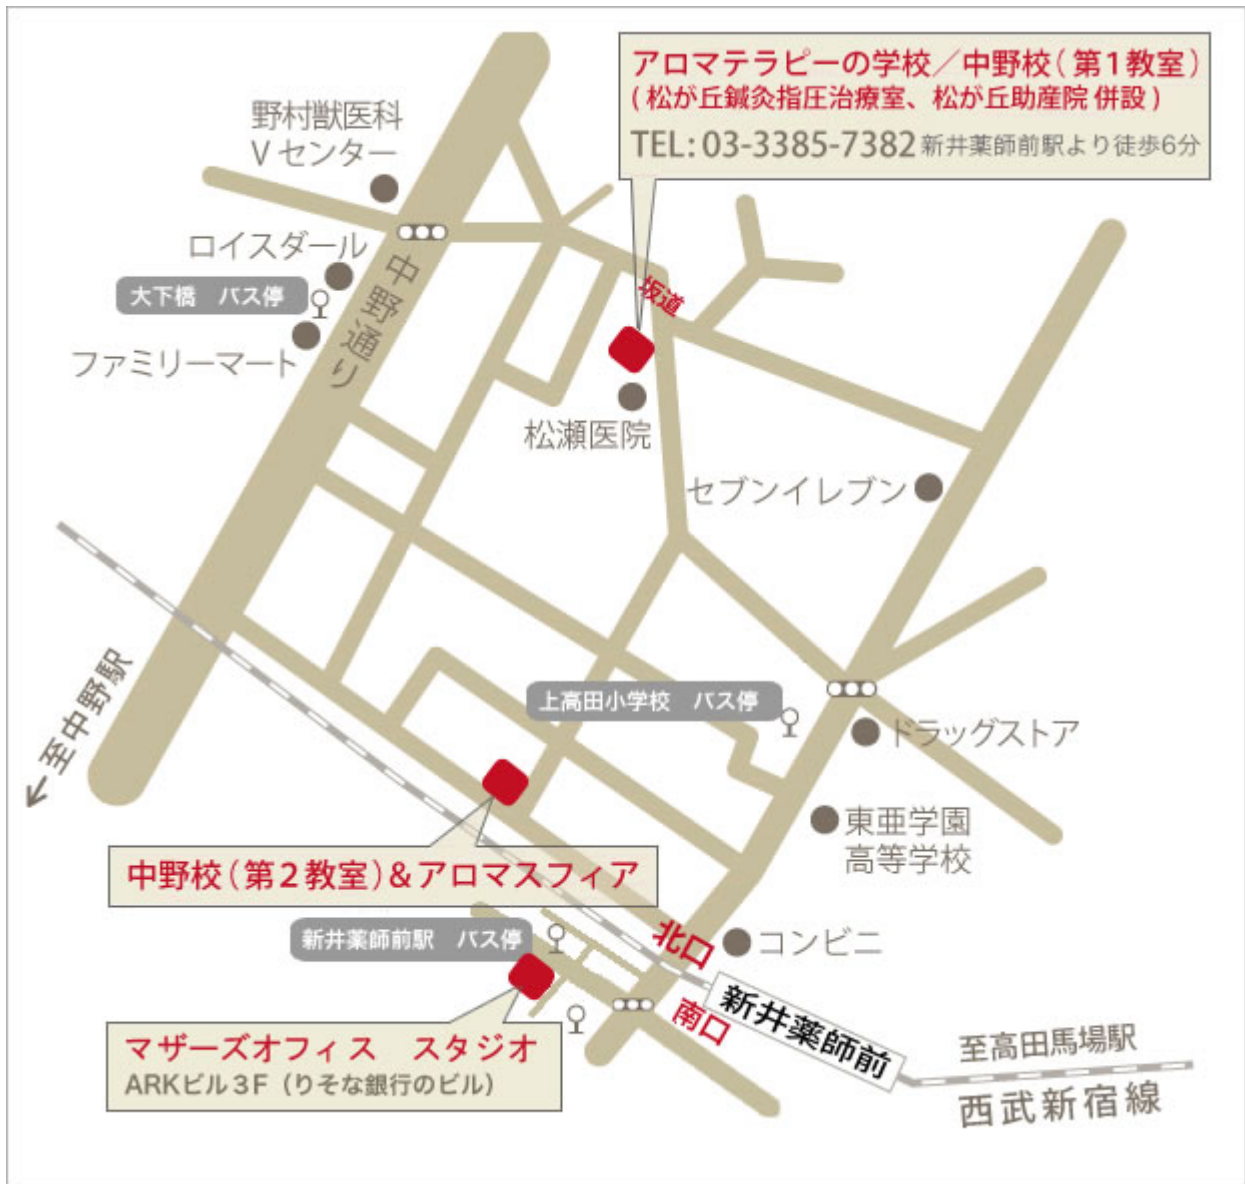 アロマテラピーの学校／中野校（第1教室）
( 松が丘鍼灸指圧治療室、松が丘助産院 併設 )
TEL: 03-3385-7382 新井薬師前駅より徒歩6分
野村獣医科
V センター
ロイスダール
大下橋　バス停
ファミリーマート
中野通り
坂道
松瀬医院
セブンイレブン
←至中野駅
上高田小学校　バス停
ドラッグストア
東亜学園
高等学校
中野校（第２教室）＆アロマスフィア
新井薬師前駅　バス停
北口
コンビニ
南口
新井薬師前
マザーズオフィス　スタジオ
ARKビル３F（りそな銀行のビル）
至高田馬場駅
西武新宿線